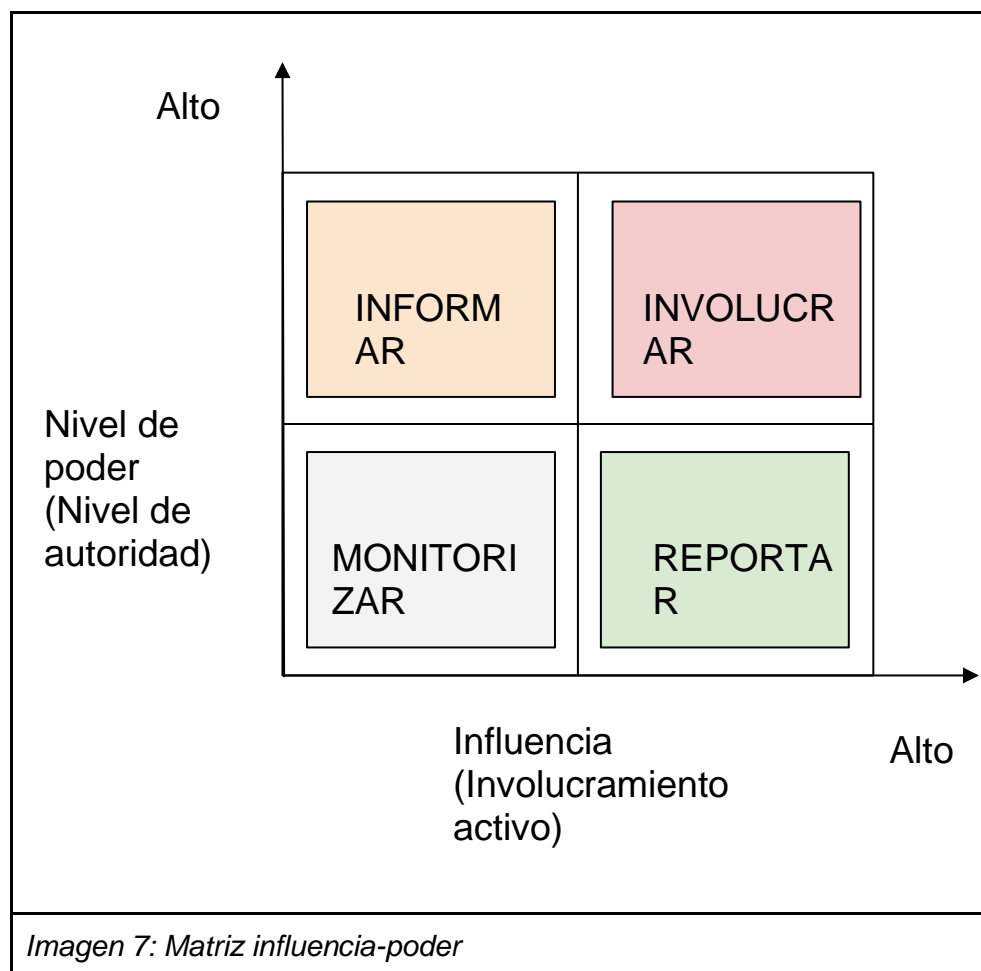 Alto
INFORM
AR
INVOLUCR
AR
Nivel de
poder
(Nivel de
autoridad)
MONITORI
ZAR
REPORTA
R
Influencia
(Involucramiento
activo)
Alto
Imagen 7: Matriz influencia-poder